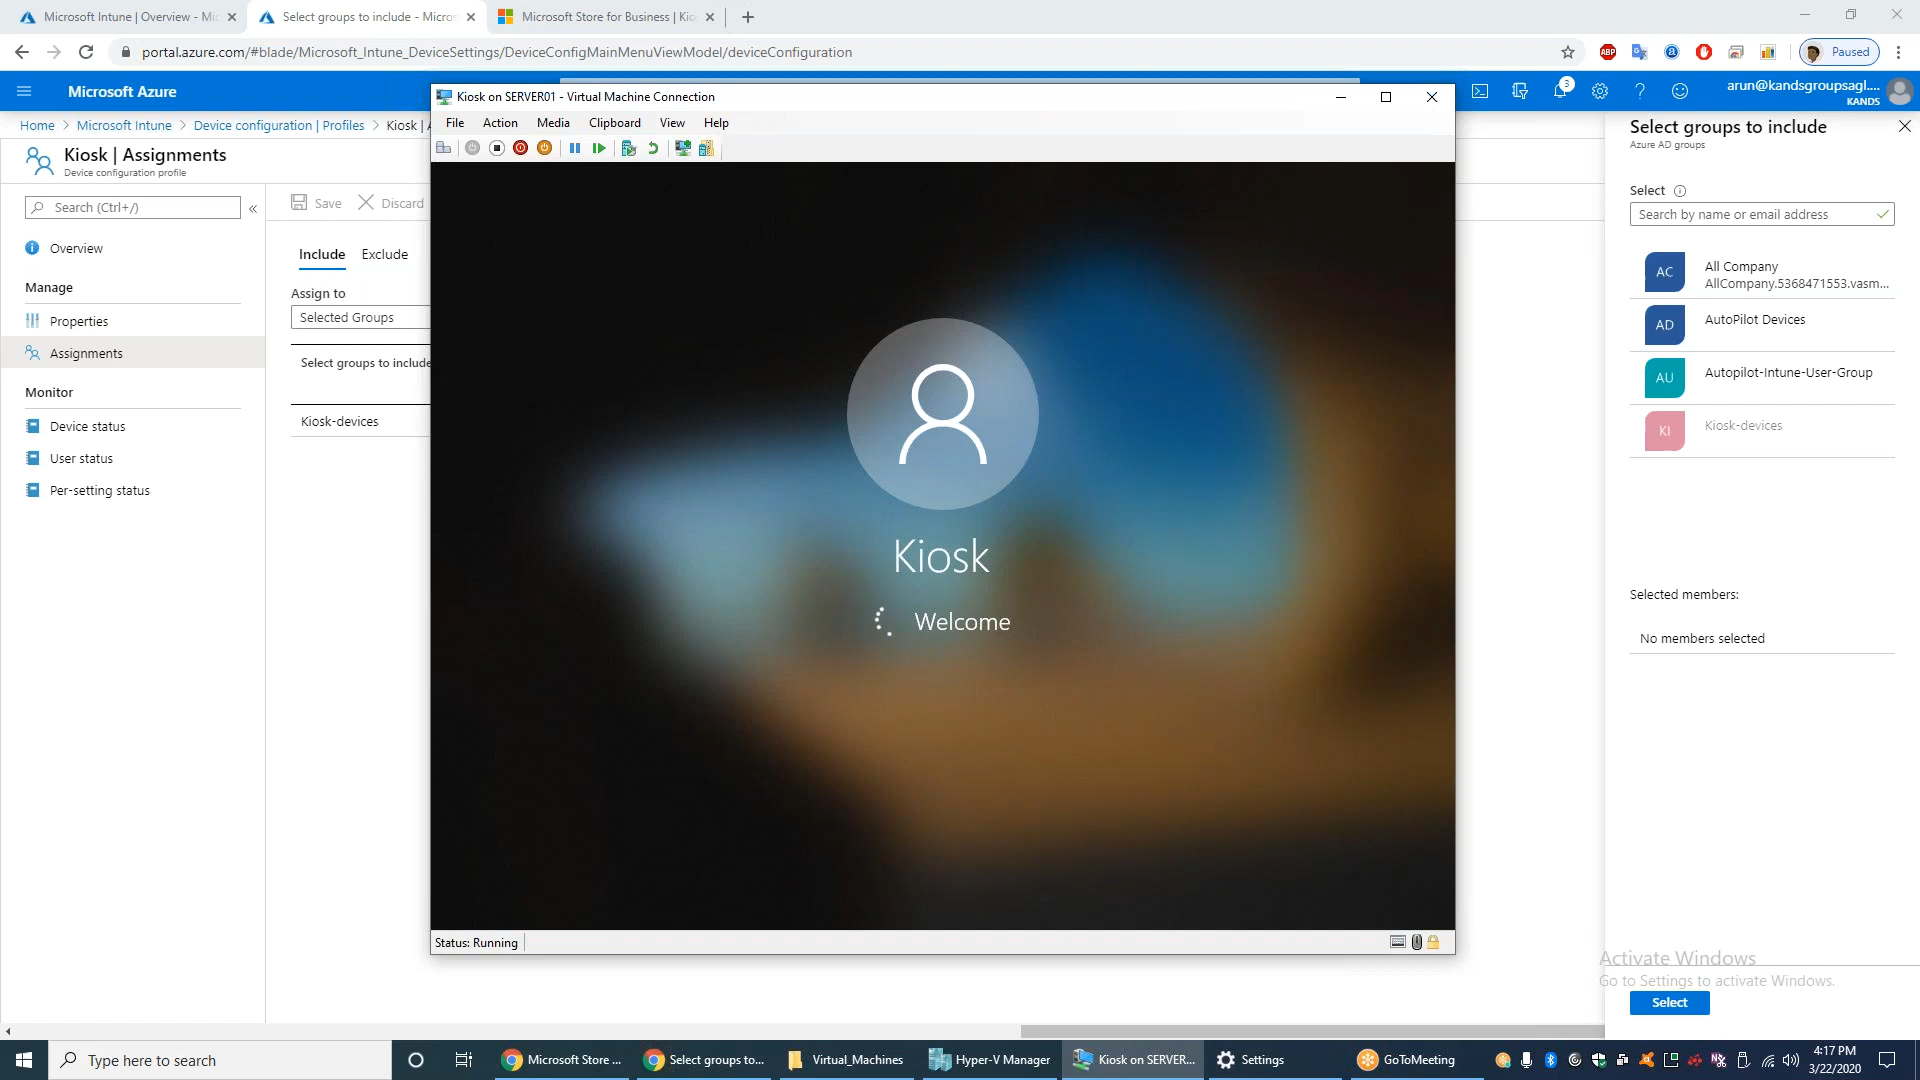 Microsoft Intune | Overview - Mic
Select groups to include - Micros
Microsoft Store for Business | Kio
portal.azure.com/#blade/Microsoft_Intune_DeviceSettings/DeviceConfigMainMenuViewModel/deviceConfiguration
ABP
Paused
Microsoft Azure
3
arun@kandsgroupsagl....
KANDS
Home > Microsoft Intune > Device configuration | Profiles > Kiosk | A
Kiosk | Assignments
Device configuration profile
Search (Ctrl+/)
Overview
Manage
Properties
Assignments
Monitor
Device status
User status
Per-setting status
Save
Discard
Include
Exclude
Assign to
Selected Groups
Select groups to include
Kiosk-devices
Kiosk on SERVER01 - Virtual Machine Connection
File Action Media Clipboard View Help
Kiosk
Welcome
Status: Running
Select groups to include
Azure AD groups
Select
Search by name or email address
AC
All Company
AllCompany.5368471553.vasm...
AD
AutoPilot Devices
AU
Autopilot-Intune-User-Group
KI
Kiosk-devices
Selected members:
No members selected
Activate Windows
Go to Settings to activate Windows.
Select
Type here to search
Microsoft Store ...
Select groups to...
Virtual_Machines
Hyper-V Manager
Kiosk on SERVER...
Settings
GoToMeeting
4:17 PM
3/22/2020